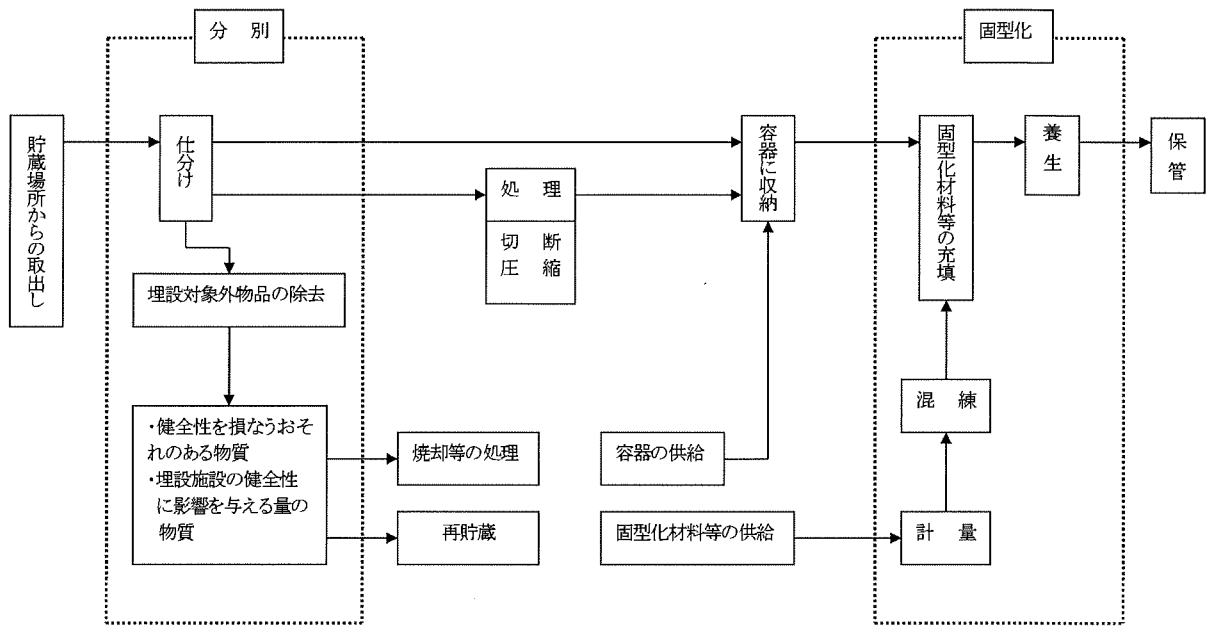 分　別
固型化
貯蔵場所からの取出し
仕分け
処　理
切　断
圧　縮
容器に収納
固型化材料等の充填
養生
保管
埋設対象外物品の除去
・健全性を損なうおそ
れのある物質
・埋設施設の健全性
に影響を与える量の
物質
焼却等の処理
再貯蔵
容器の供給
固型化材料等の供給
混　練
計　量